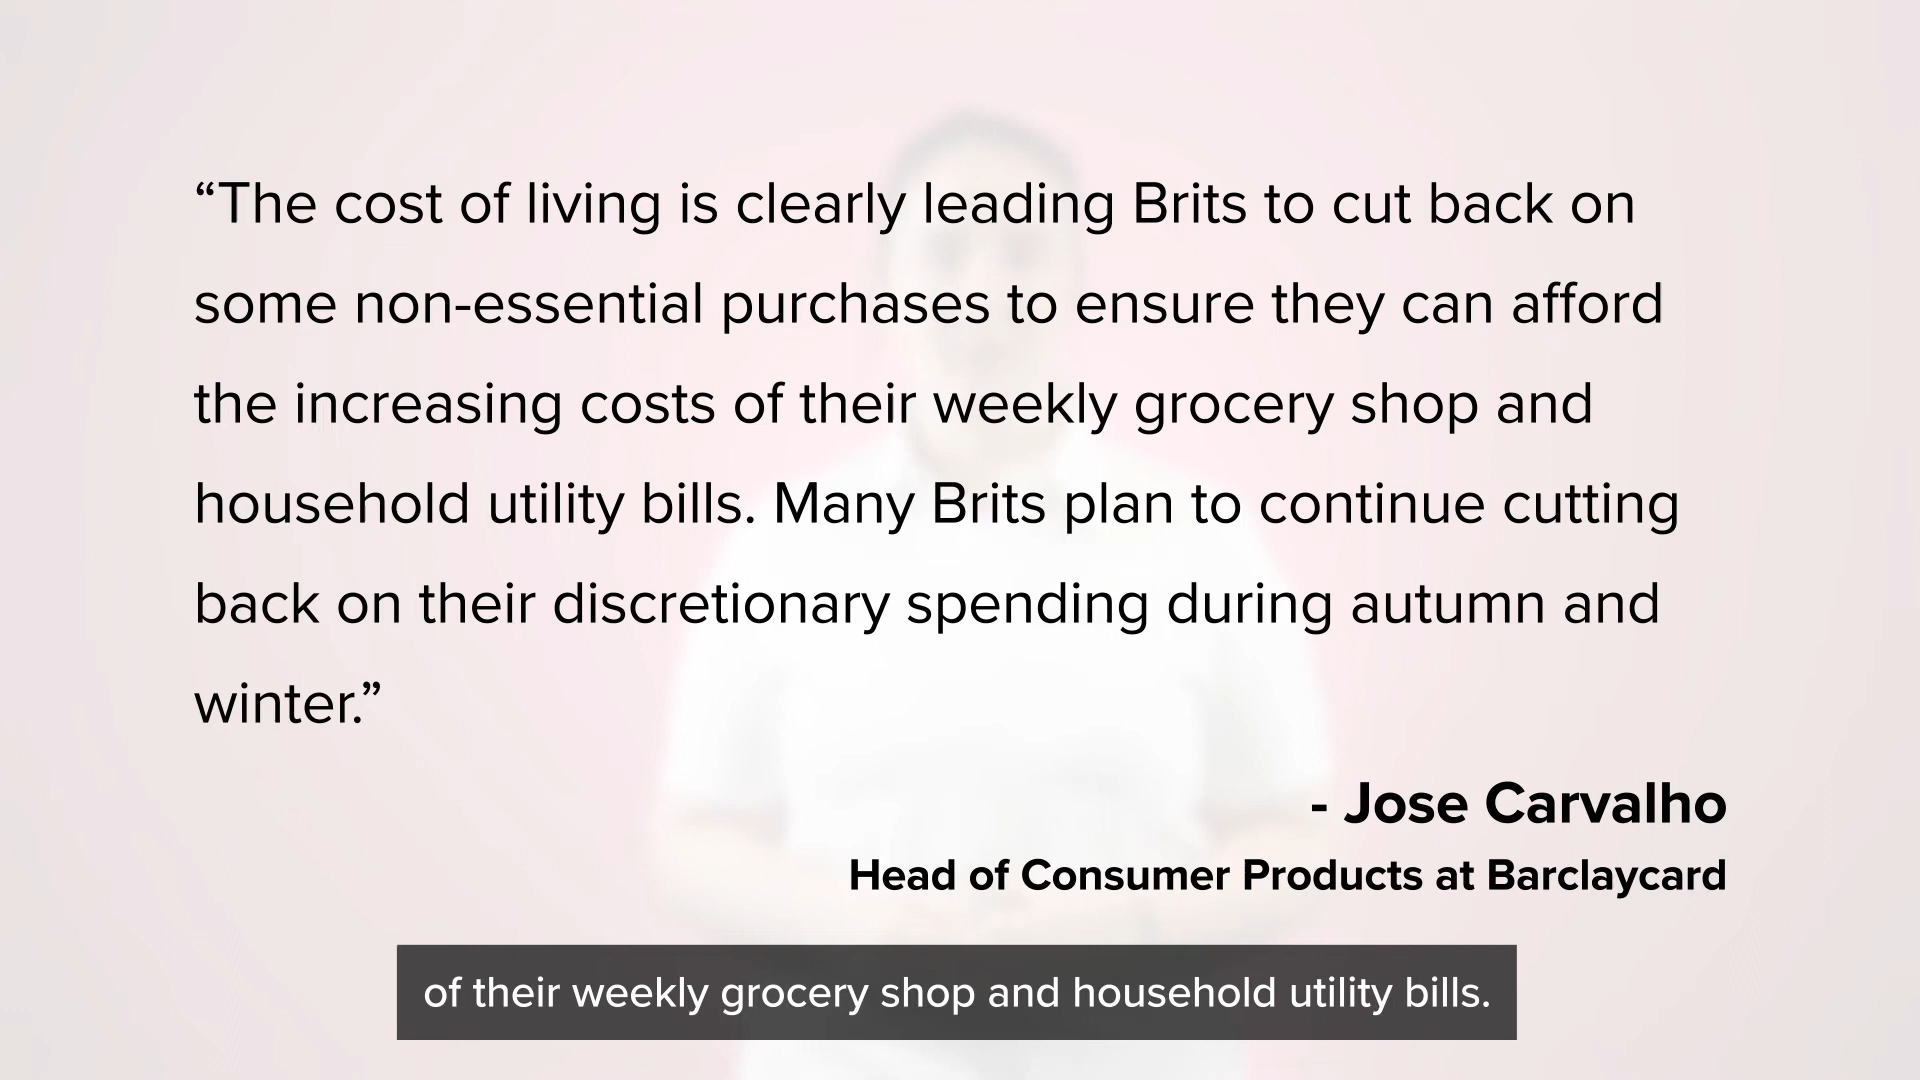 “The cost of living is clearly leading Brits to cut back on
some non-essential purchases to ensure they can afford
the increasing costs of their weekly grocery shop and
household utility bills. Many Brits plan to continue cutting
back on their discretionary spending during autumn and
winter.”
- Jose Carvalho
Head of Consumer Products at Barclaycard
of their weekly grocery shop and household utility bills.